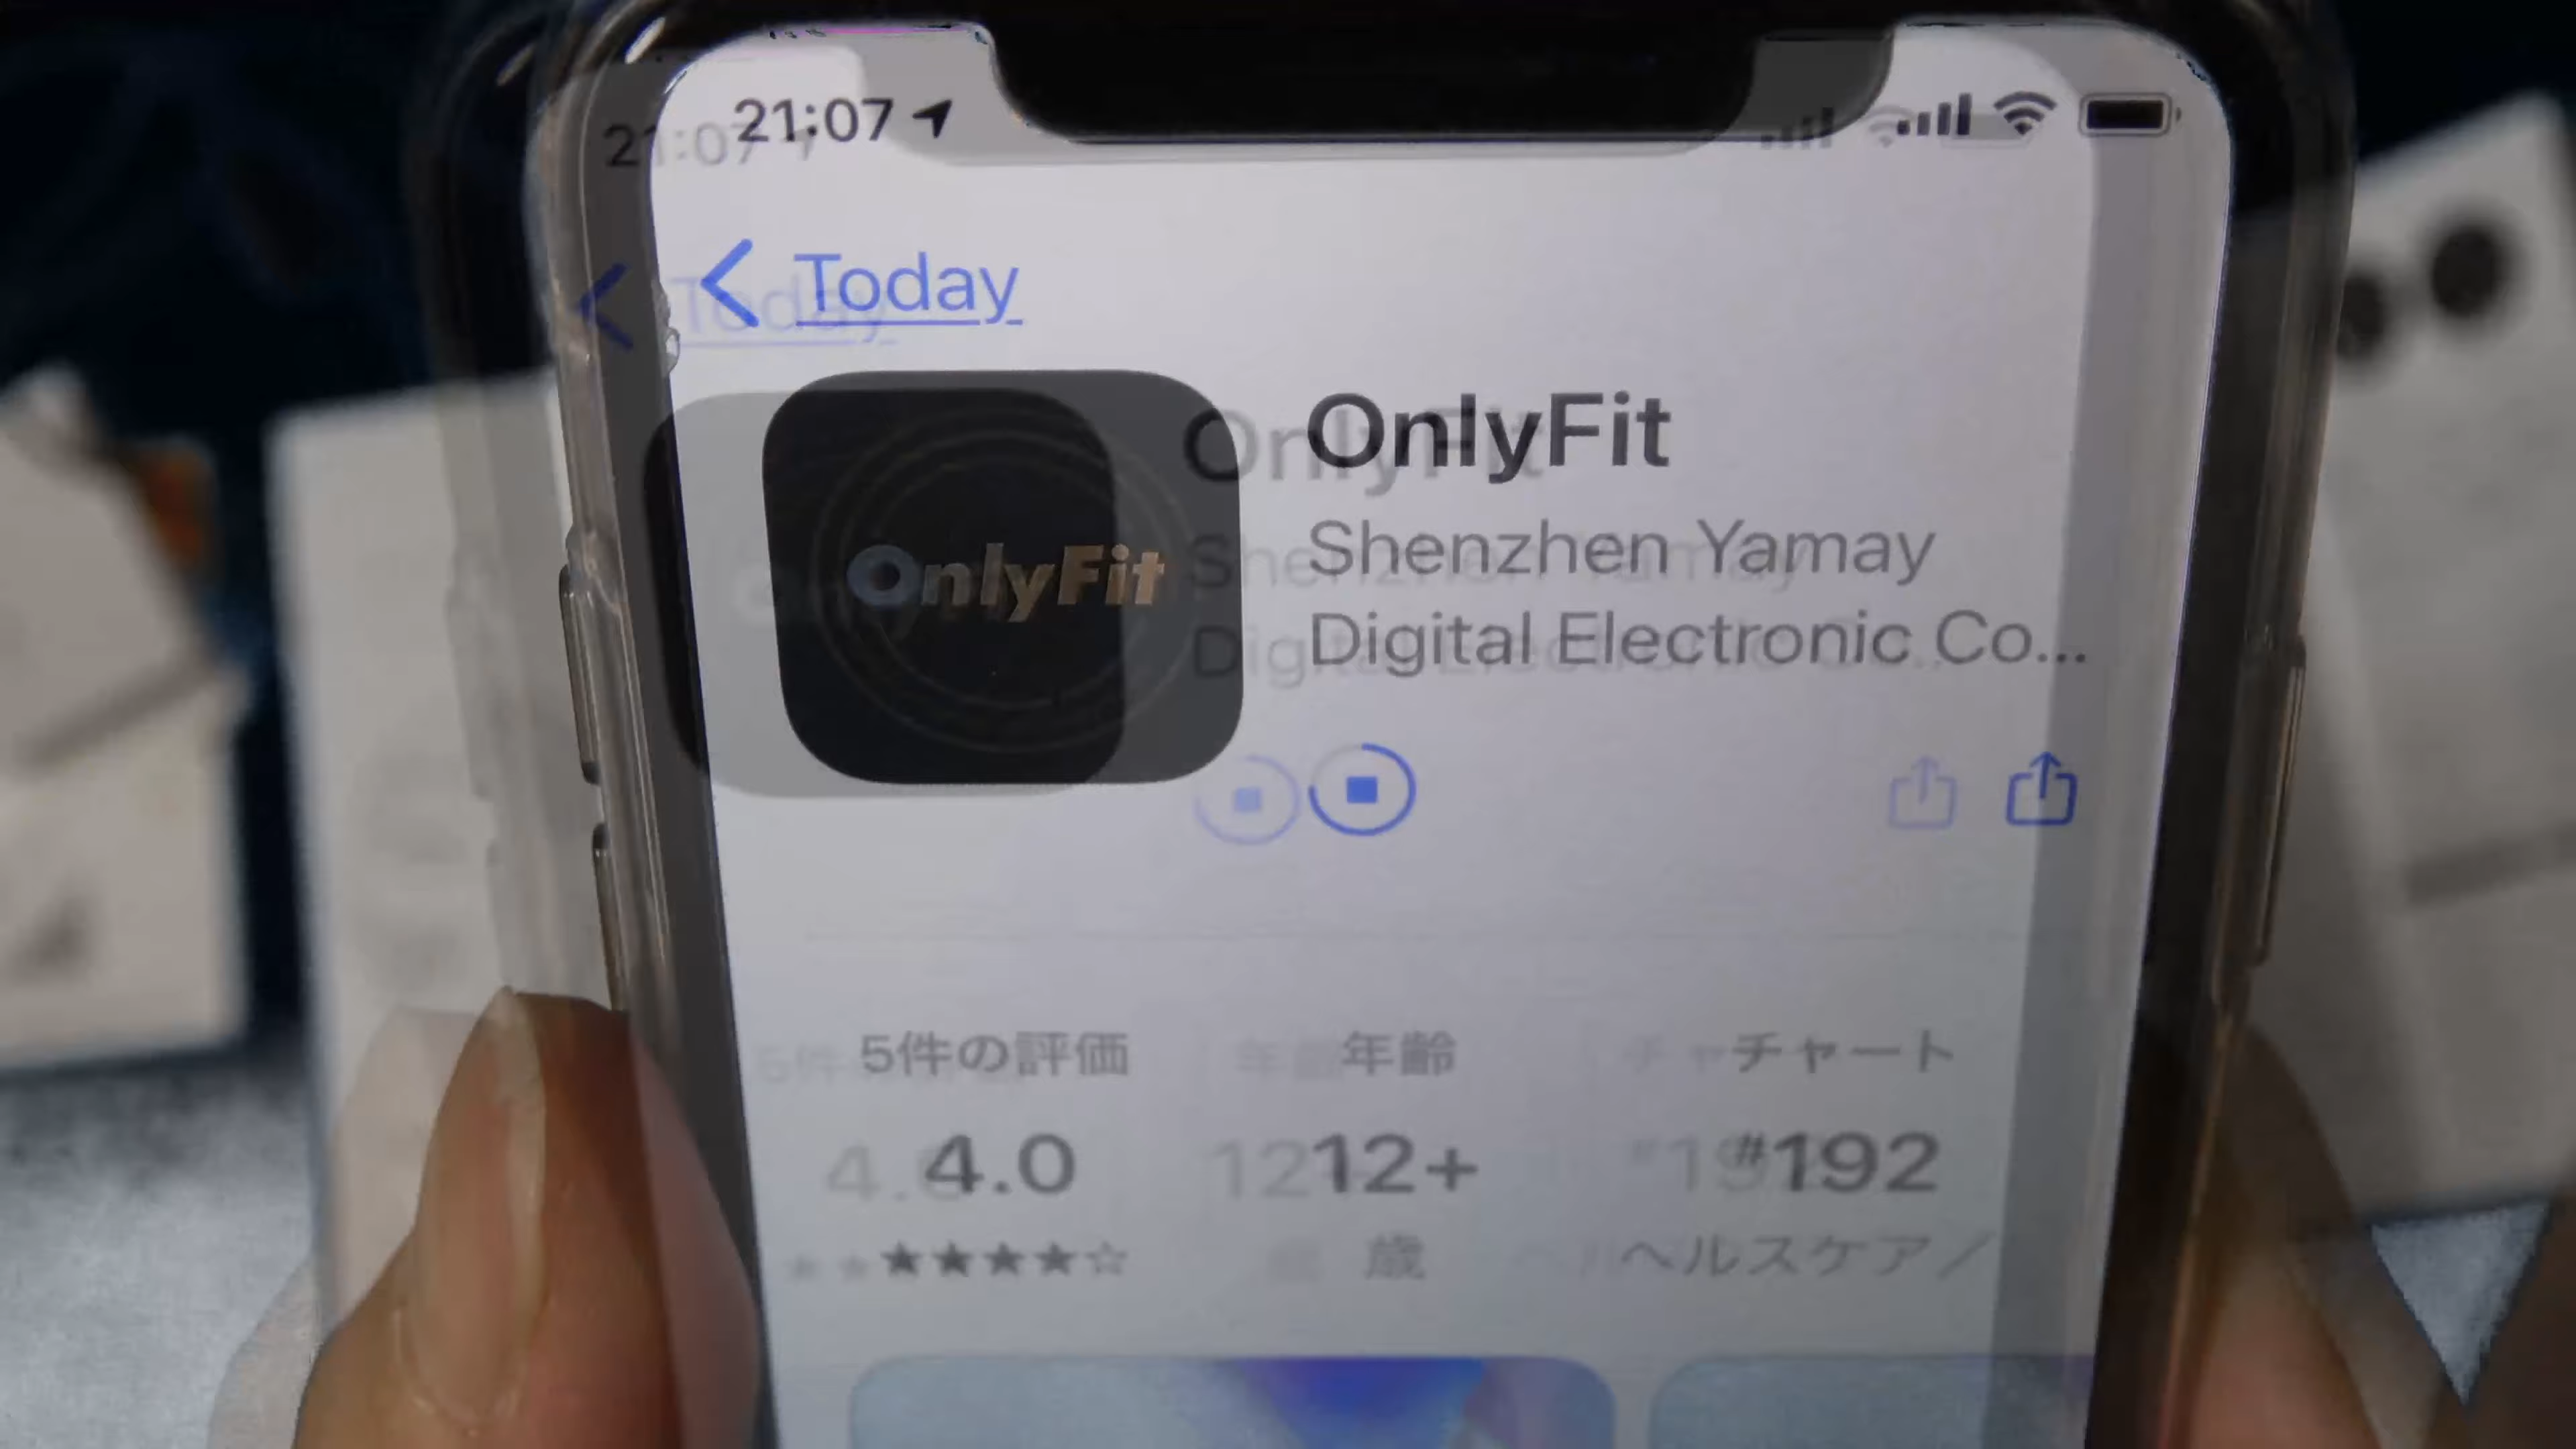 21:07
Today
OnlyFit
OnlyFit
Shenzhen Yamay
Digital Electronic Co...
5件の評価
年齢
チャート
4.0
12+
#192
★★★★☆
歳
ヘルスケア／